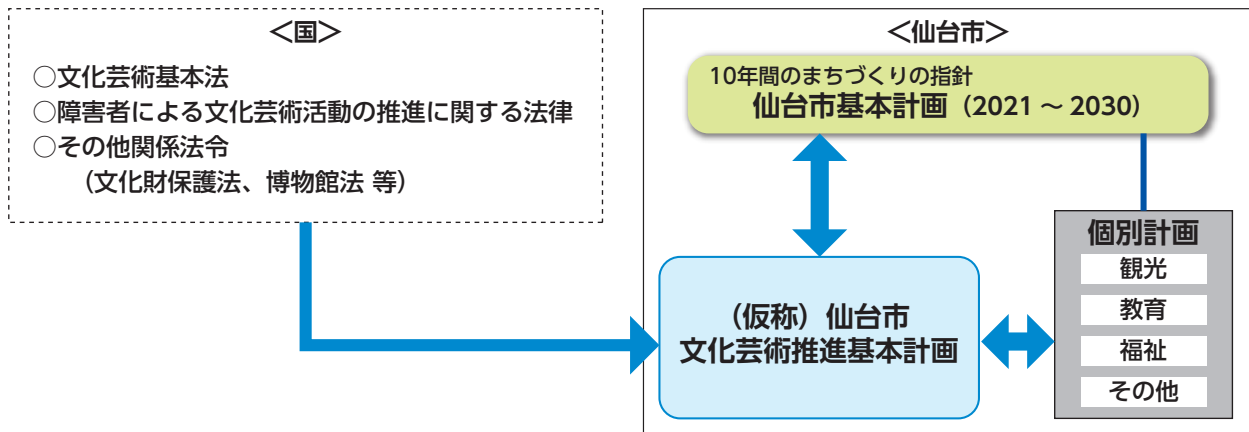 ＜国＞
○文化芸術基本法
○障害者による文化芸術活動の推進に関する法律
○その他関係法令
（文化財保護法、博物館法 等）
＜仙台市＞
10年間のまちづくりの指針
仙台市基本計画（2021 ～ 2030）
（仮称）仙台市
文化芸術推進基本計画
個別計画
観光
教育
福祉
その他